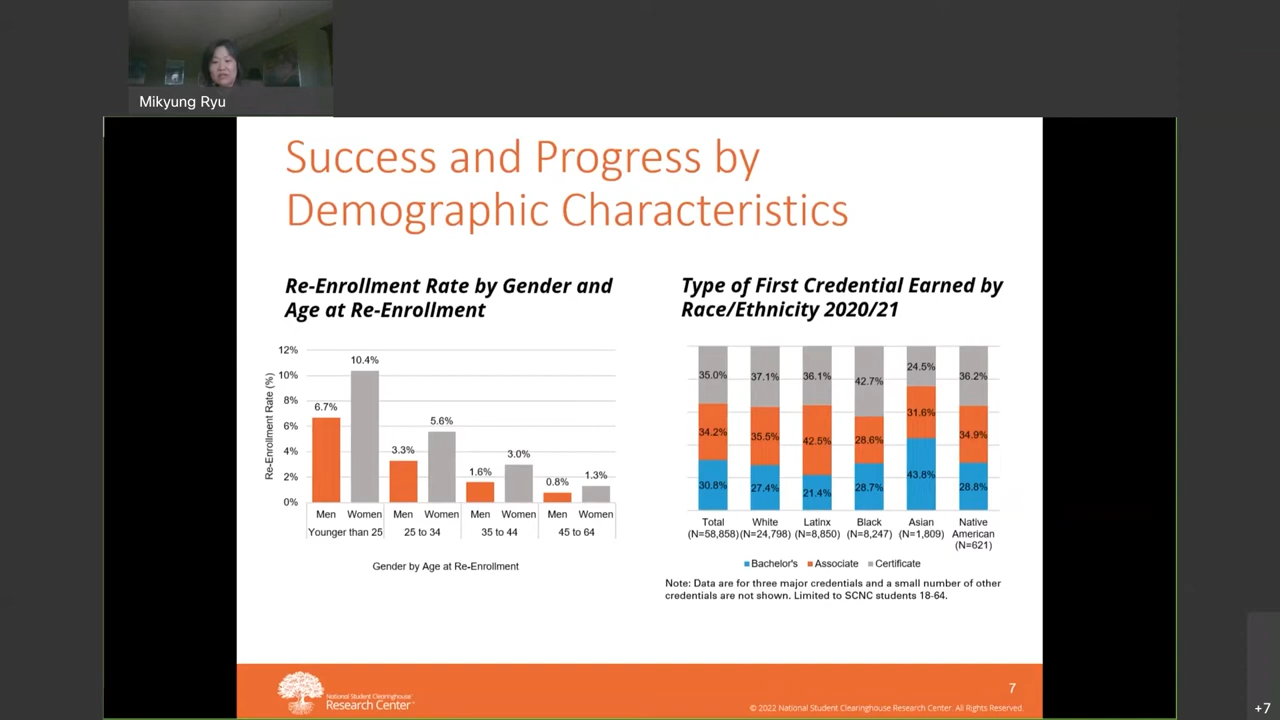 Mikyung Ryu
Success and Progress by
Demographic Characteristics
Re-Enrollment Rate by Gender and
Age at Re-Enrollment
12%
10%
8%
6%
4%
2%
0%
Re-Enrollment Rate (%)
6.7%
10.4%
3.3%
5.6%
1.6%
3.0%
0.8%
1.3%
Men Women Men Women Men Women Men Women
Younger than 25 25 to 34 35 to 44 45 to 64
Gender by Age at Re-Enrollment
Type of First Credential Earned by
Race/Ethnicity 2020/21
35.0% 37.1% 36.1% 42.7% 24.5% 36.2%
34.2% 35.5% 42.5% 28.6% 31.6% 34.9%
30.8% 27.4% 21.4% 28.7% 43.8% 28.8%
Total White Latinx Black Asian Native
(N=58,858) (N=24,798) (N=8,850) (N=8,247) (N=1,809) American
(N=621)
Bachelor's Associate Certificate
Note: Data are for three major credentials and a small number of other
credentials are not shown. Limited to SCNC students 18-64.
National Student Clearinghouse®
Research Center™
7
© 2022 National Student Clearinghouse Research Center. All Rights Reserved.
+7